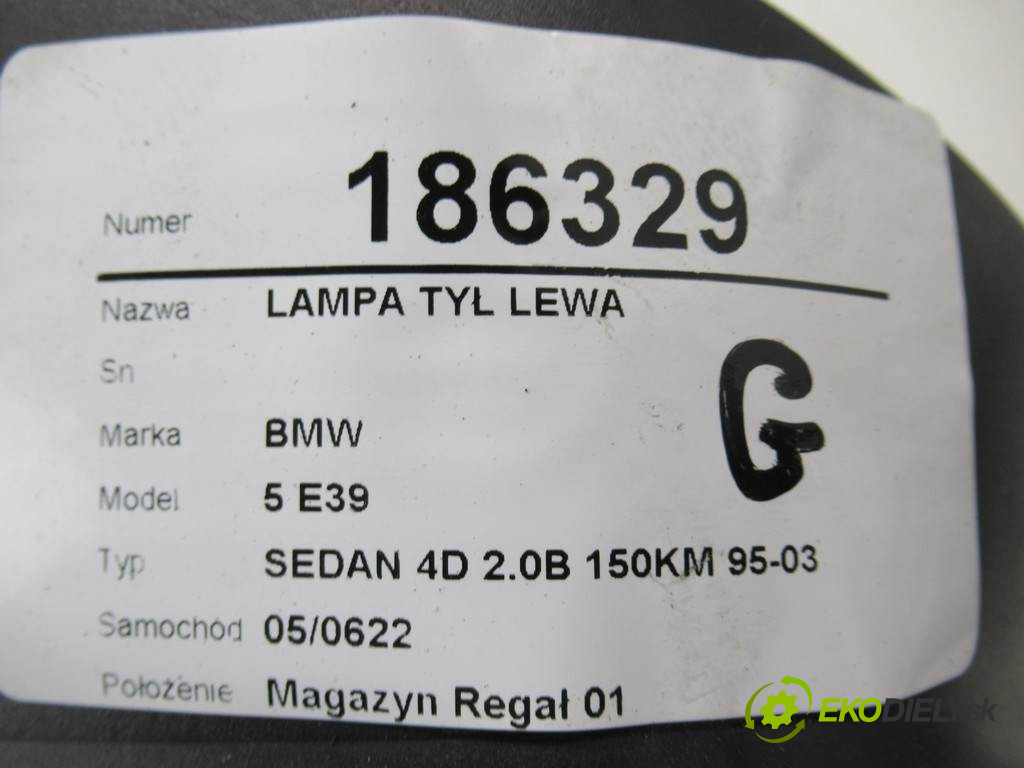 Numer 186329
Nazwa LAMPA TYŁ LEWA
Sn
G
Marka BMW
Model 5 E39
Typ SEDAN 4D 2.0B 150KM 95-03
Samochód 05/0622
Położenie Magazyn Regał 01
EKODIELY.sk